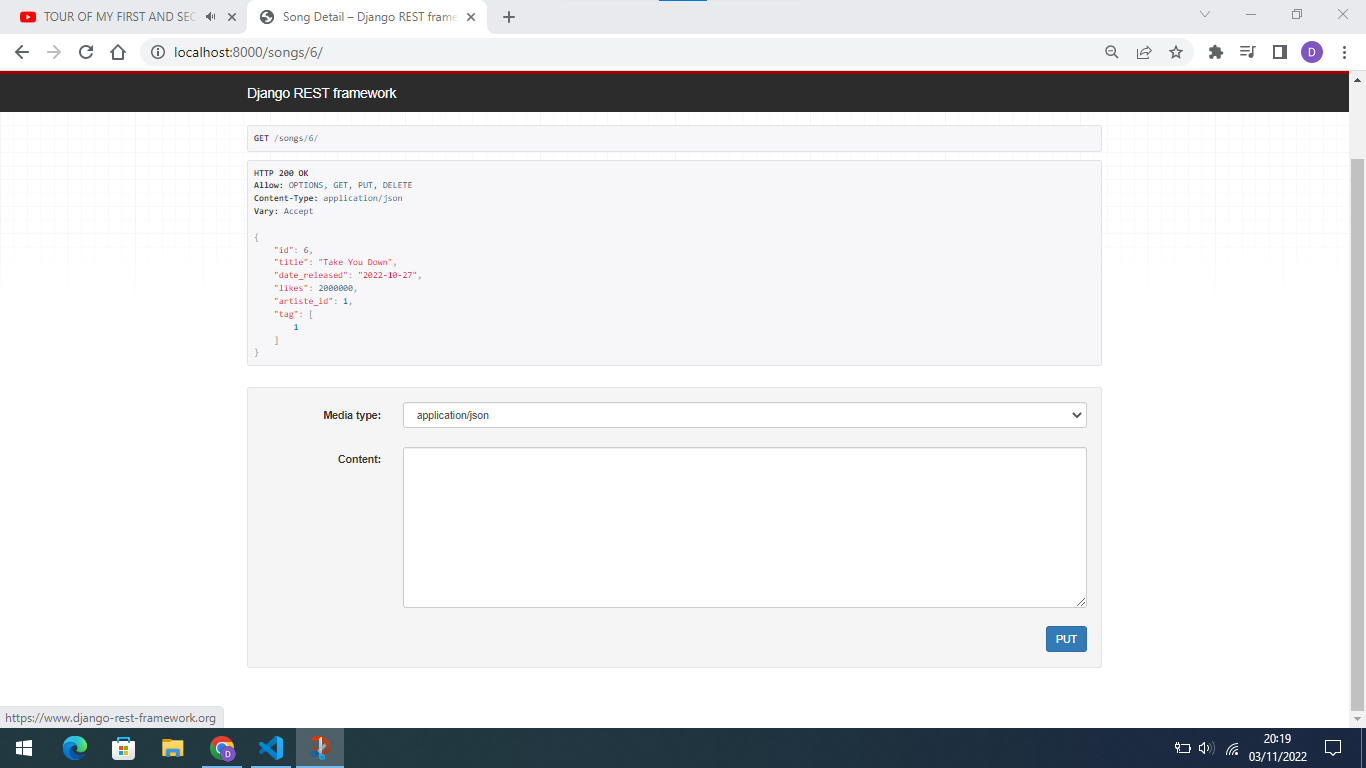 TOUR OF MY FIRST AND SEC
Song Detail – Django REST frame
localhost:8000/songs/6/
D
Django REST framework
GET /songs/6/
HTTP 200 OK
Allow: OPTIONS, GET, PUT, DELETE
Content-Type: application/json
Vary: Accept
{
"id": 6,
"title": "Take You Down",
"date_released": "2022-10-27",
"likes": 2000000,
"artiste_id": 1,
"tag": [
1
]
}
Media type: application/json
Content:
PUT
https://www.django-rest-framework.org
D
20:19
03/11/2022